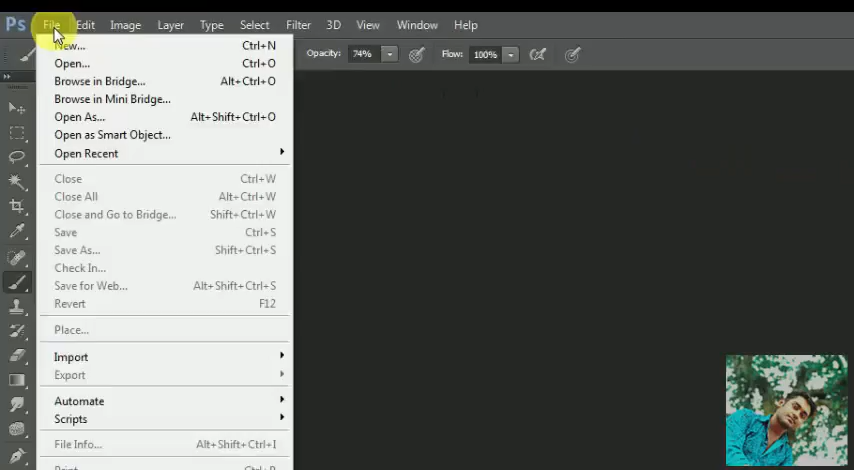 Ps File Edit Image Layer Type Select Filter 3D View Window Help
Opacity: 74% Flow: 100%
New... Ctrl+N
Open... Ctrl+O
Browse in Bridge... Alt+Ctrl+O
Browse in Mini Bridge...
Open As... Alt+Shift+Ctrl+O
Open as Smart Object...
Open Recent
Close Ctrl+W
Close All Alt+Ctrl+W
Close and Go to Bridge... Shift+Ctrl+W
Save Ctrl+S
Save As... Shift+Ctrl+S
Check In...
Save for Web... Alt+Shift+Ctrl+S
Revert F12
Place...
Import
Export
Automate
Scripts
File Info... Alt+Shift+Ctrl+I
Print... Ctrl+P